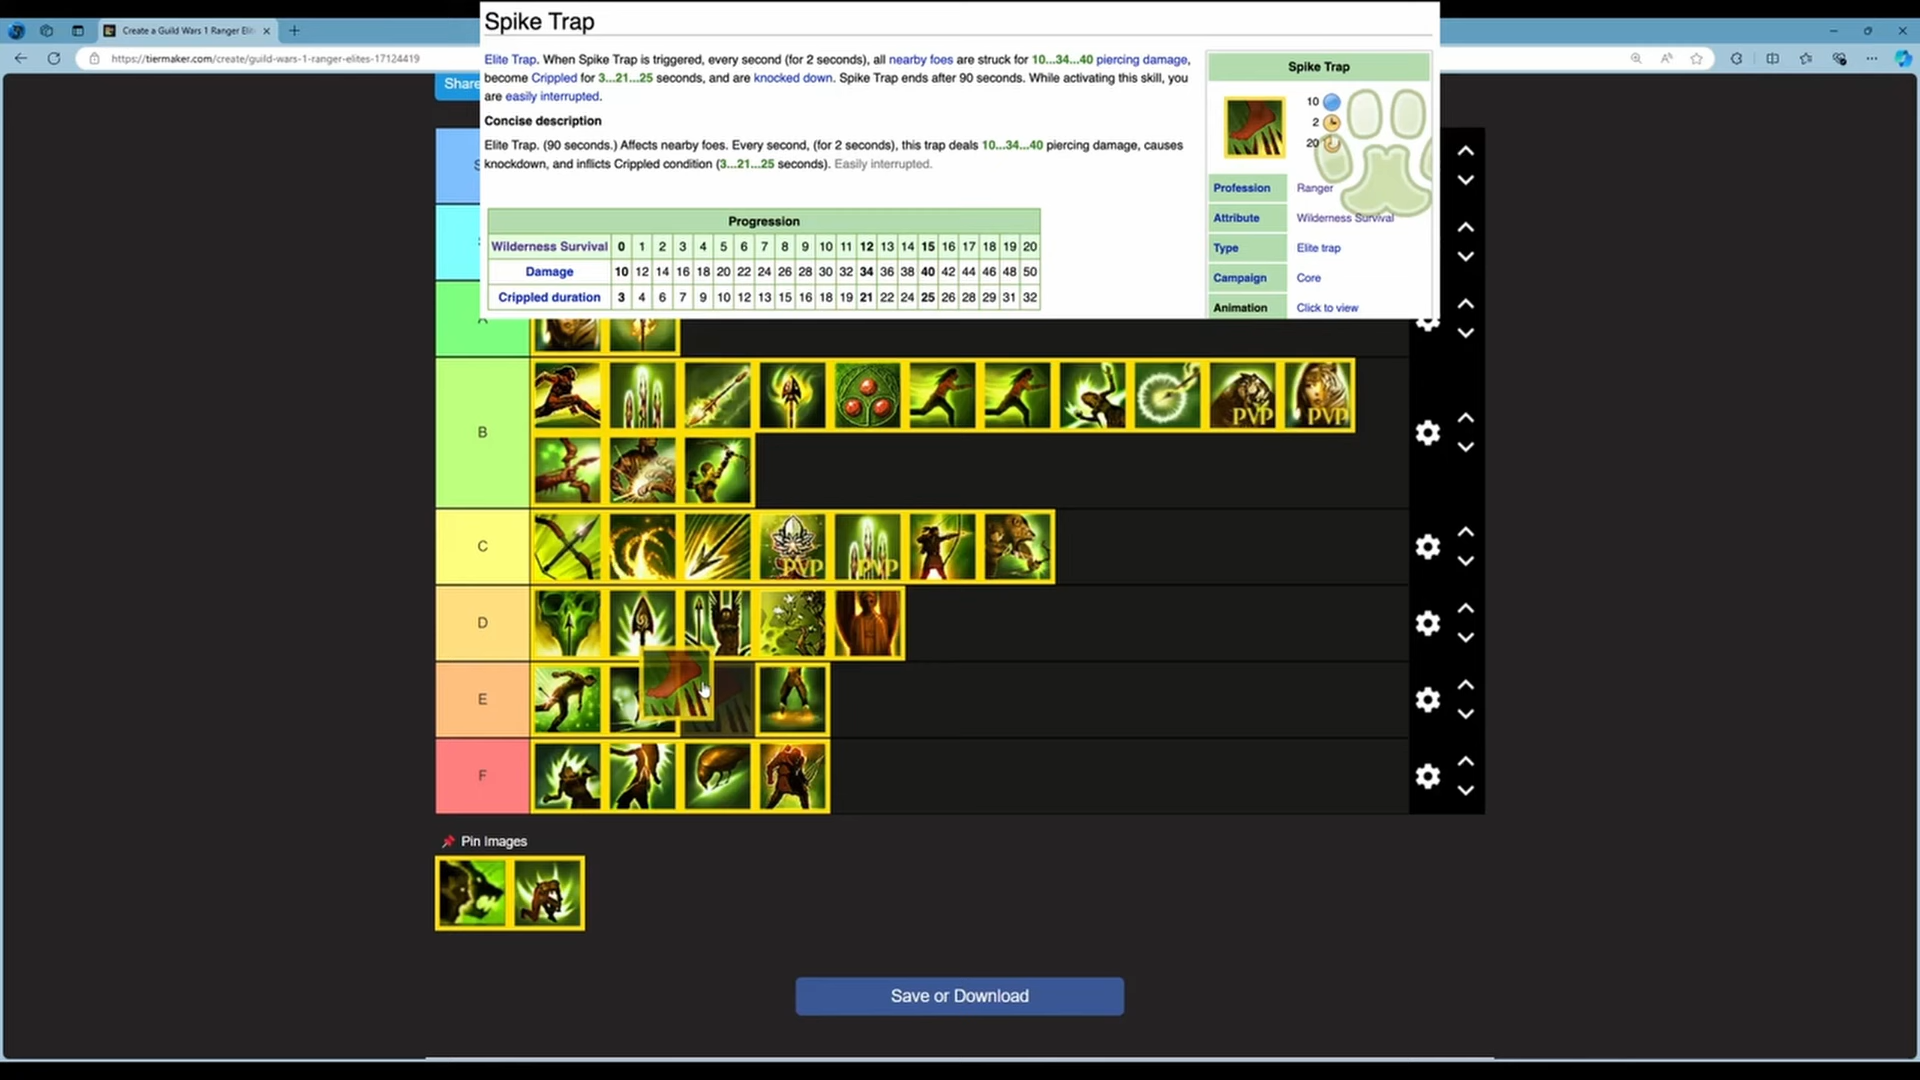 Spike Trap
Create a Guild Wars 1 Ranger Eli
https://tiermaker.com/create/guild-wars-1-ranger-elites-17124419
Share
Elite Trap. When Spike Trap is triggered, every second (for 2 seconds), all nearby foes are struck for 10...34...40 piercing damage,
become Crippled for 3...21...25 seconds, and are knocked down. Spike Trap ends after 90 seconds. While activating this skill, you
are easily interrupted.
Concise description
Elite Trap. (90 seconds.) Affects nearby foes. Every second, (for 2 seconds), this trap deals 10...34...40 piercing damage, causes
knockdown, and inflicts Crippled condition (3...21...25 seconds). Easily interrupted.
Progression
Wilderness Survival 0 1 2 3 4 5 6 7 8 9 10 11 12 13 14 15 16 17 18 19 20
Damage 10 12 14 16 18 20 22 24 26 28 30 32 34 36 38 40 42 44 46 48 50
Crippled duration 3 4 6 7 9 10 12 13 15 16 18 19 21 22 24 25 26 28 29 31 32
Spike Trap
10
2
20
Profession Ranger
Attribute Wilderness Survival
Type Elite trap
Campaign Core
Animation Click to view
A
B
PVP PVP
C
PVP PVP
D
E
F
Pin Images
Save or Download